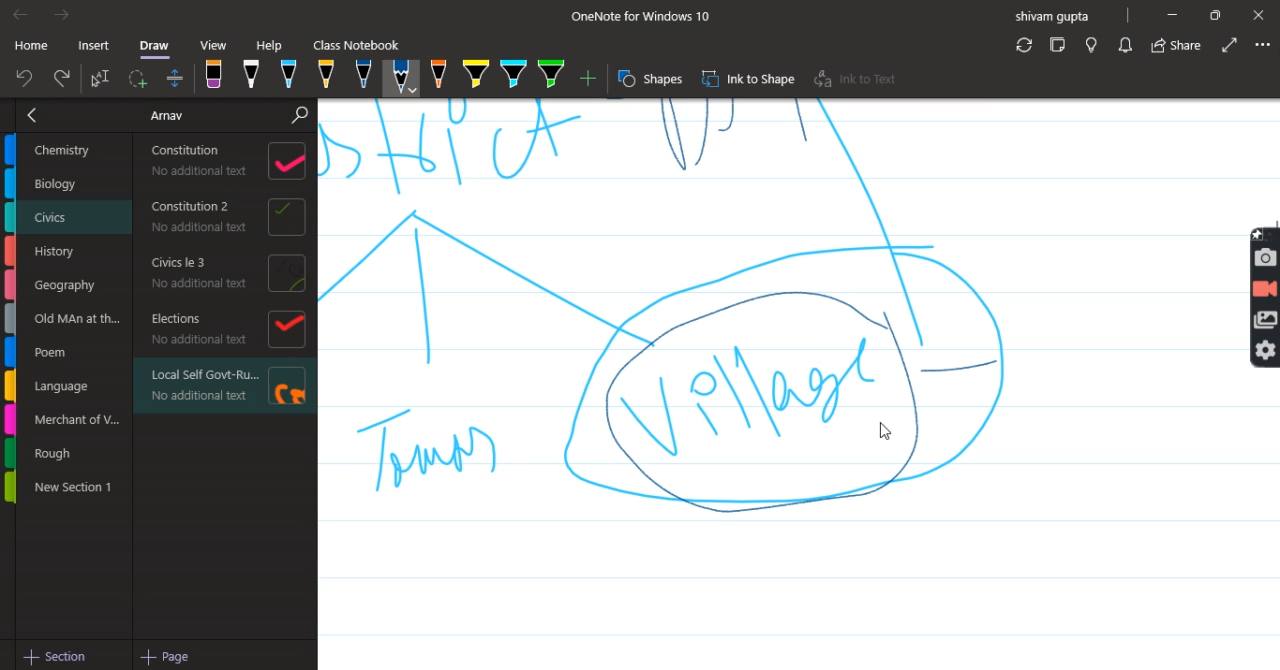 OneNote for Windows 10
shivam gupta
Home Insert Draw View Help Class Notebook
Share
Shapes
Ink to Shape
Ink to Text
Arnav
Chemistry
Biology
Civics
History
Geography
Old MAn at th...
Poem
Language
Merchant of V...
Rough
New Section 1
Constitution
No additional text
Constitution 2
No additional text
Civics le 3
No additional text
Elections
No additional text
Local Self Govt-Ru...
No additional text
Village
Towns
Section
Page